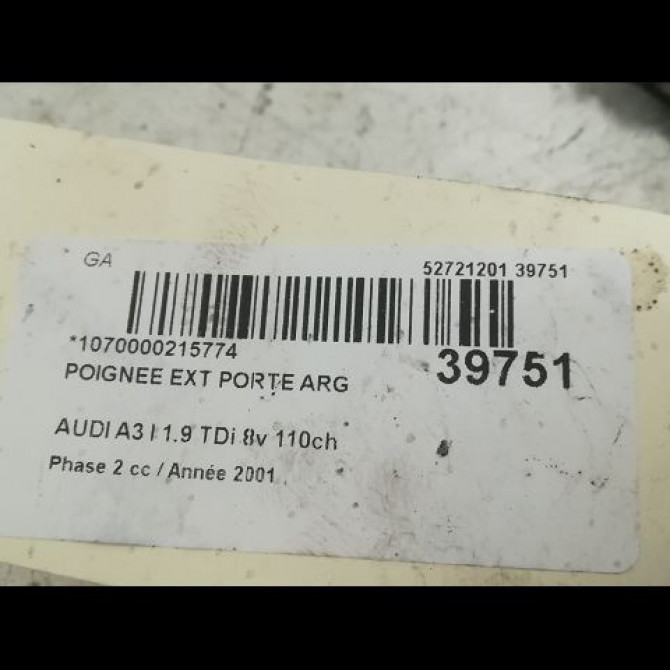 GA
52721201 39751
*1070000215774
39751
POIGNEE EXT PORTE ARG
AUDI A3 I 1.9 TDi 8v 110ch
Phase 2 cc / Année 2001